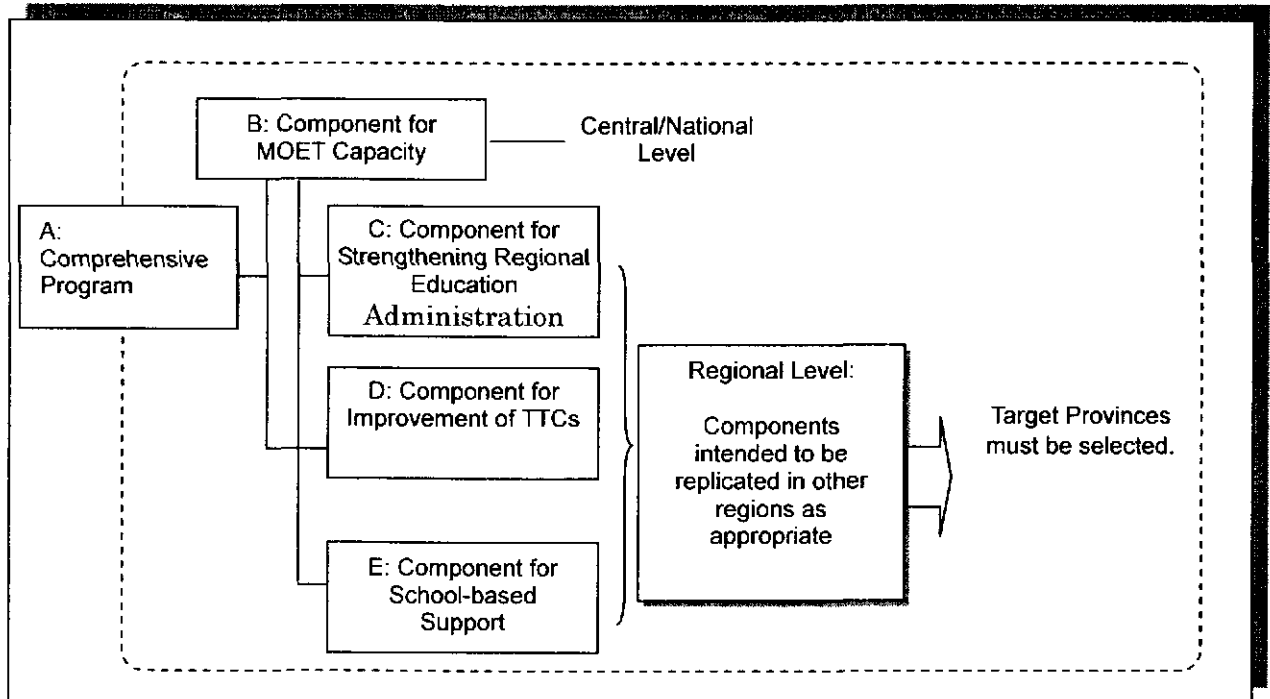 B: Component for
MOET Capacity
Central/National
Level
A:
Comprehensive
Program
C: Component for
Strengthening Regional
Education
Administration
D: Component for
Improvement of TTCs
E: Component for
School-based
Support
Regional Level:
Components
intended to be
replicated in other
regions as
appropriate
Target Provinces
must be selected.